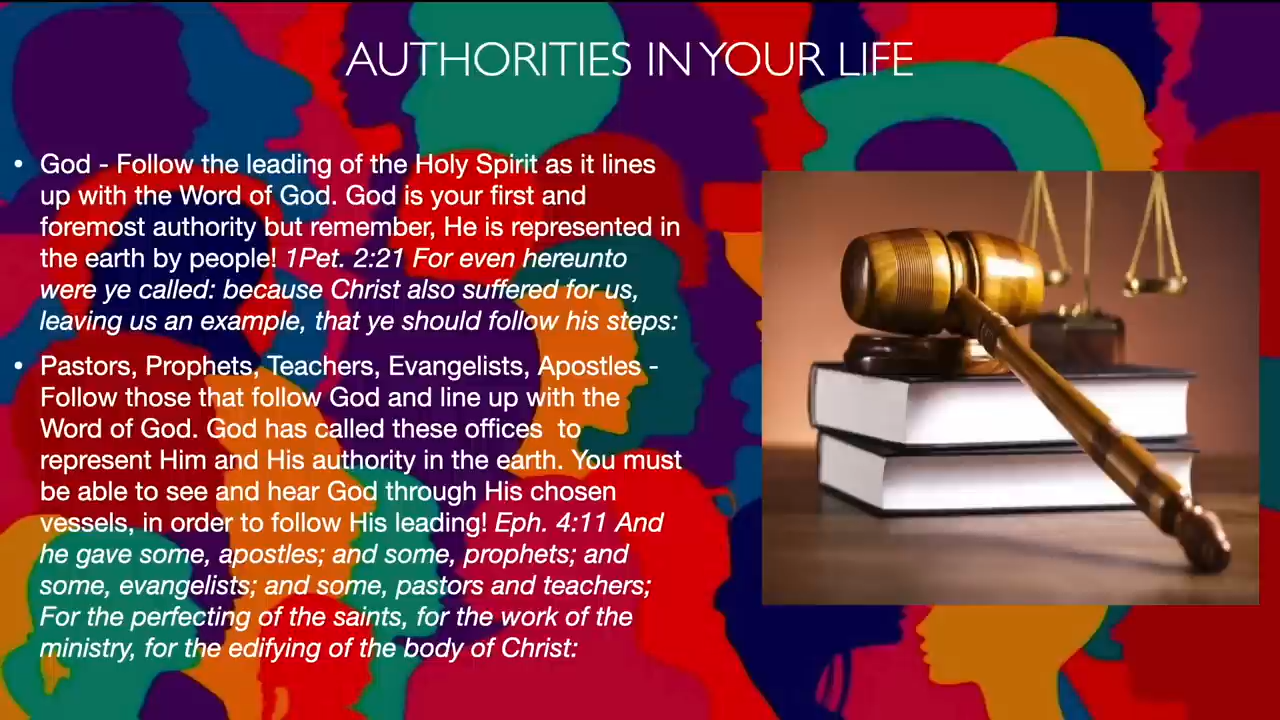 AUTHORITIES IN YOUR LIFE
• God - Follow the leading of the Holy Spirit as it lines
up with the Word of God. God is your first and
foremost authority but remember, He is represented in
the earth by people! 1Pet. 2:21 For even hereunto
were ye called: because Christ also suffered for us,
leaving us an example, that ye should follow his steps:
• Pastors, Prophets, Teachers, Evangelists, Apostles -
Follow those that follow God and line up with the
Word of God. God has called these offices  to
represent Him and His authority in the earth. You must
be able to see and hear God through His chosen
vessels, in order to follow His leading! Eph. 4:11 And
he gave some, apostles; and some, prophets; and
some, evangelists; and some, pastors and teachers;
For the perfecting of the saints, for the work of the
ministry, for the edifying of the body of Christ: